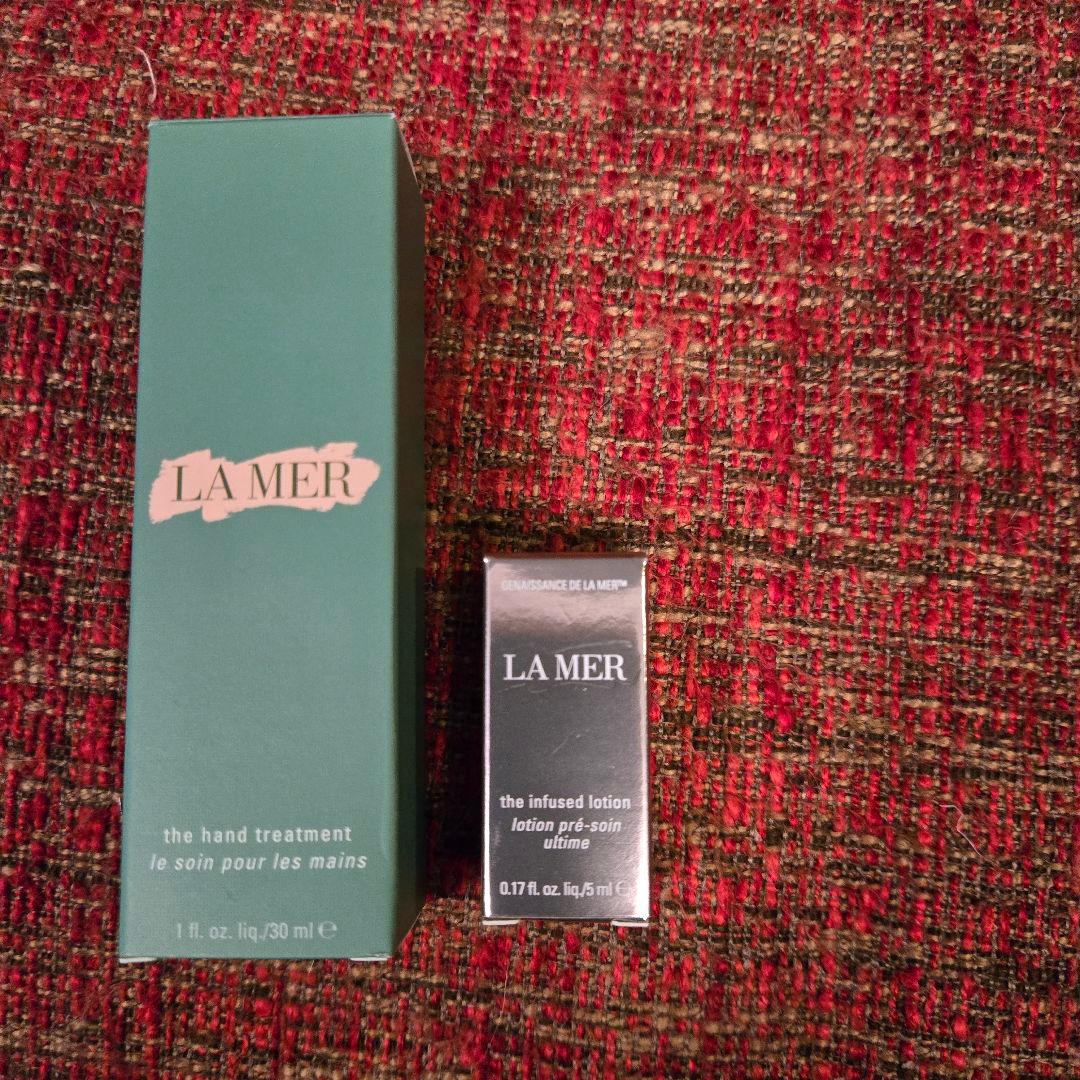 LA MER
the hand treatment
le soin pour les mains
1 fl. oz. liq./30 ml ℮
GENAISSANCE DE LA MER™
LA MER
the infused lotion
lotion pré-soin
ultime
0.17 fl. oz. liq./5 ml ℮